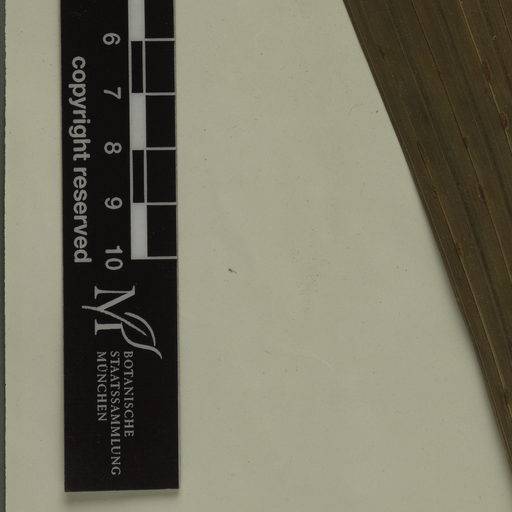 6
7
8
9
10
copyright reserved
M
BOTANISCHE
STAATSSAMMLUNG
MÜNCHEN